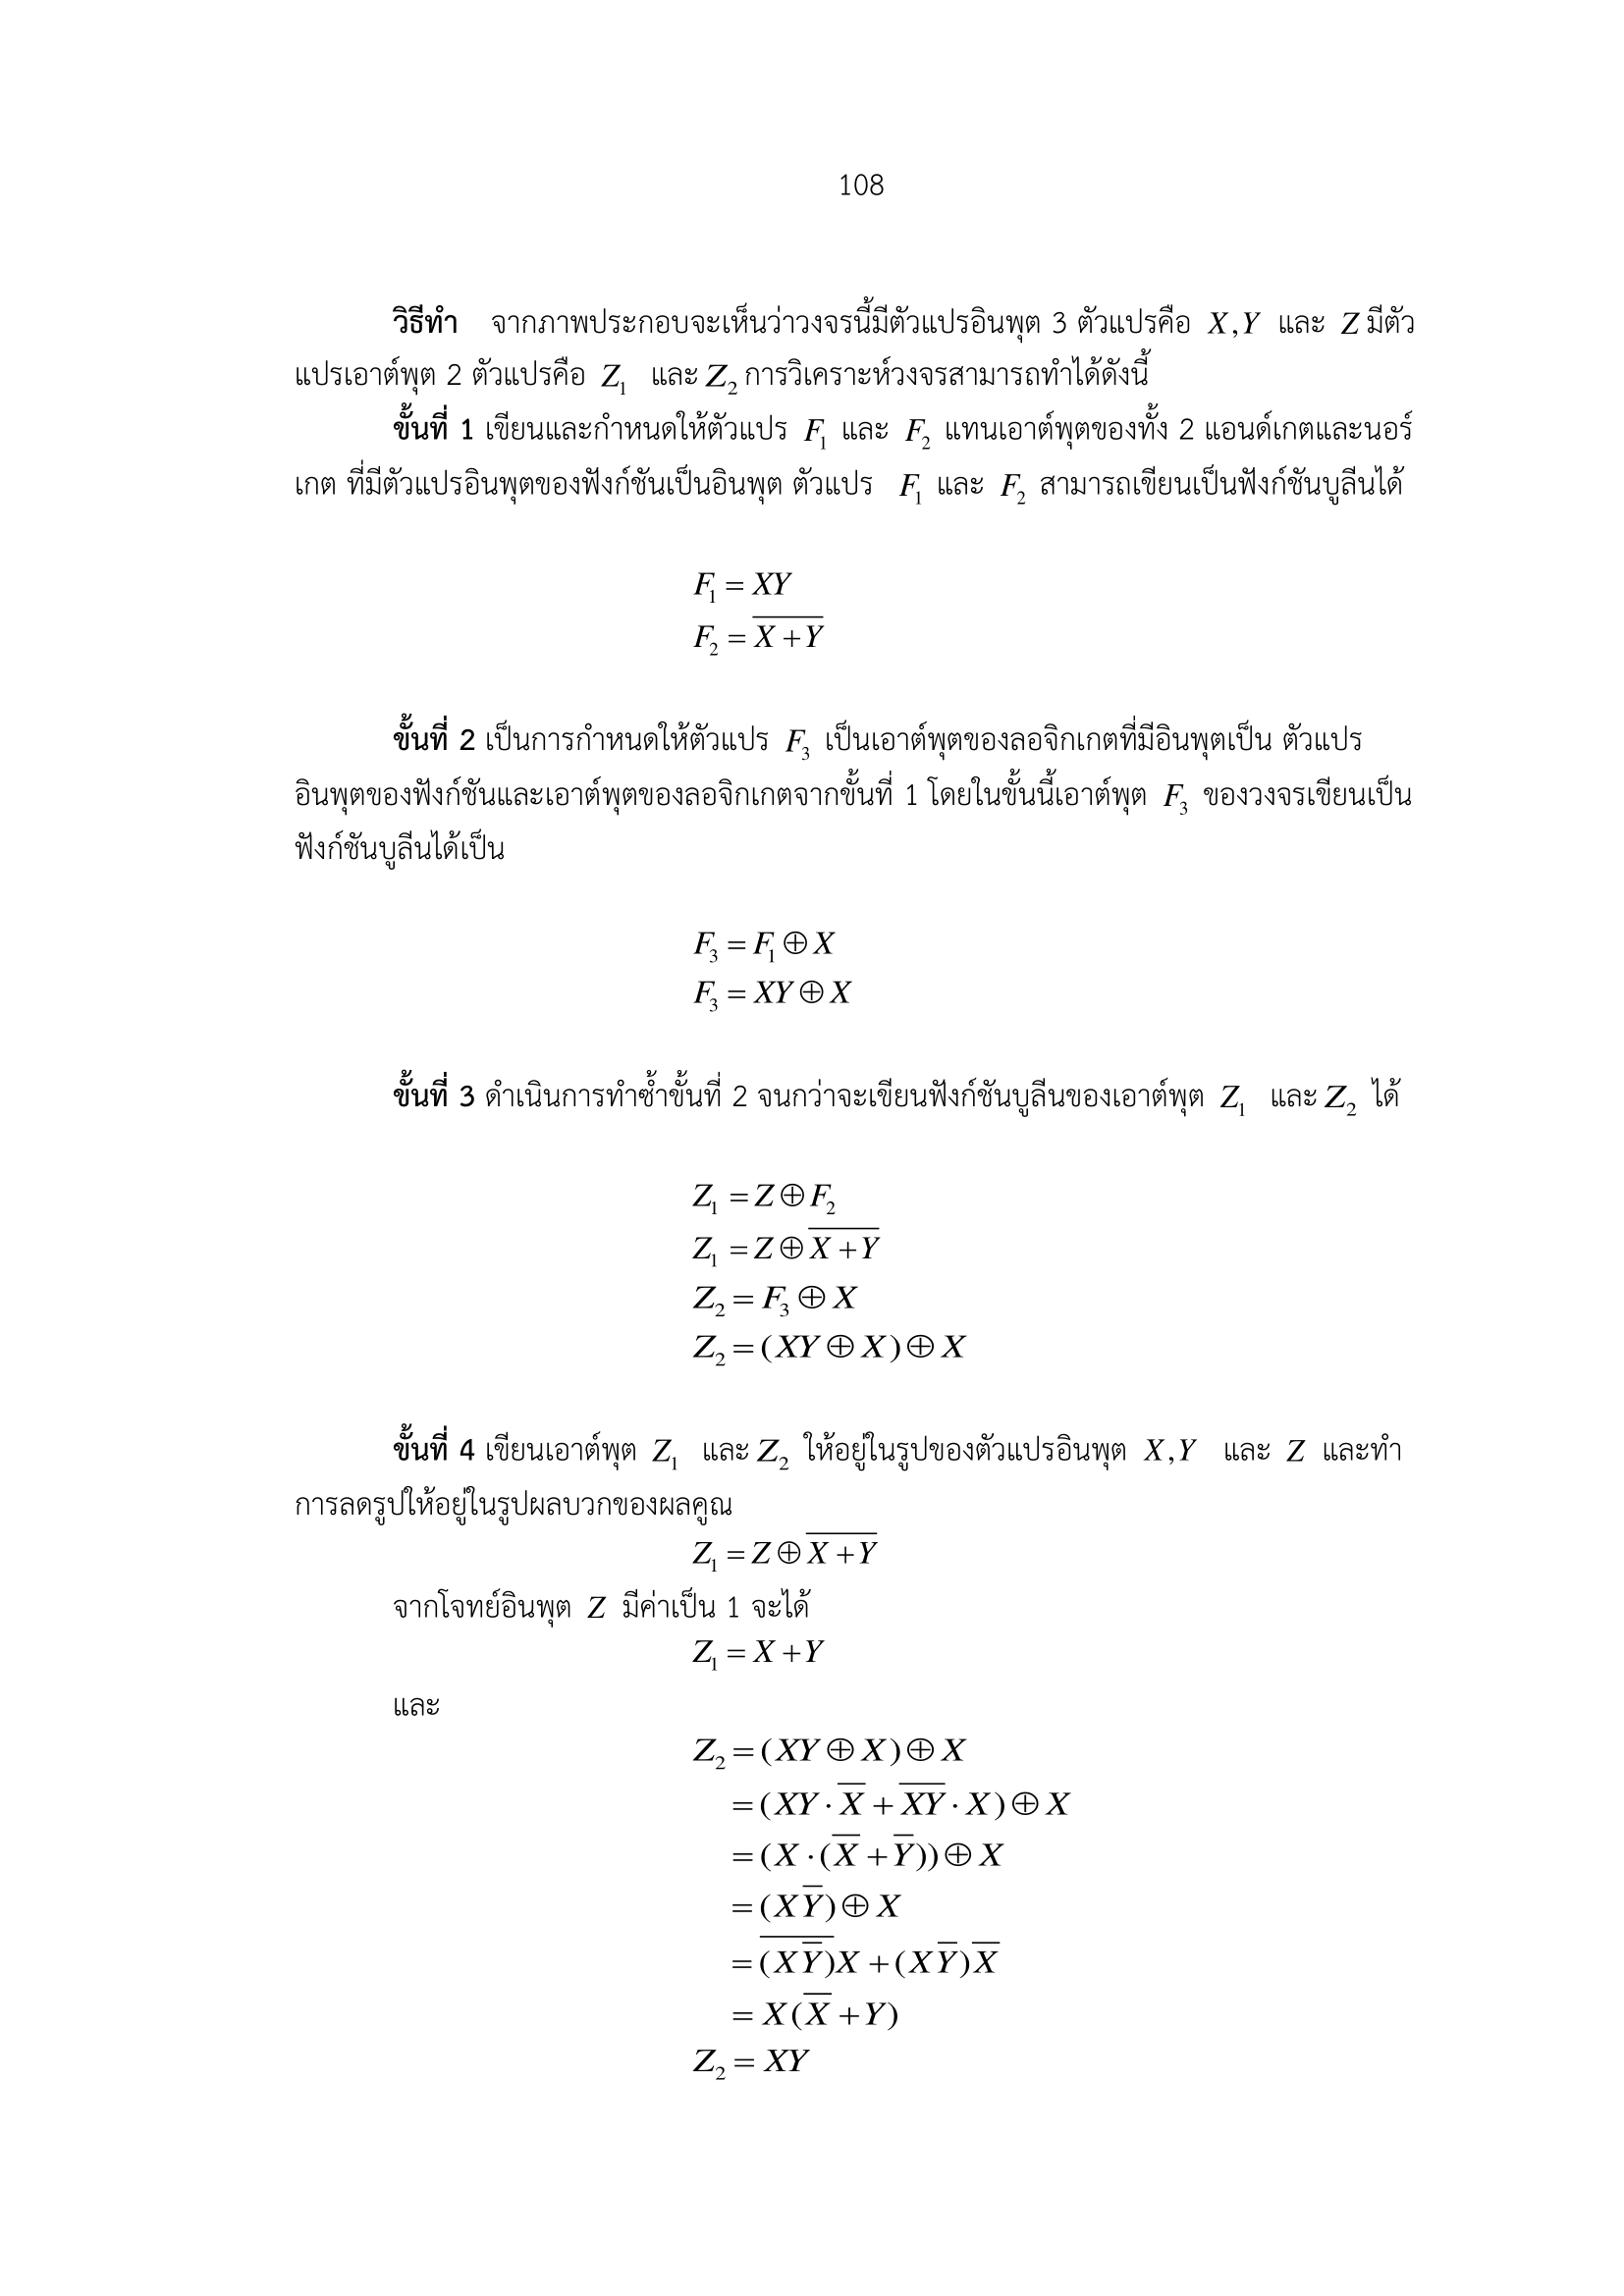 108
วิธีทำ จากภาพประกอบจะเห็นว่าวงจรนี้มีตัวแปรอินพุต 3 ตัวแปรคือ $X, Y$ และ $Z$ มีตัว
แปรเอาต์พุต 2 ตัวแปรคือ $Z_1$ และ $Z_2$ การวิเคราะห์วงจรสามารถทำได้ดังนี้
ขั้นที่ 1 เขียนและกำหนดให้ตัวแปร $F_1$ และ $F_2$ แทนเอาต์พุตของทั้ง 2 แอนด์เกตและนอร์
เกต ที่มีตัวแปรอินพุตของฟังก์ชันเป็นอินพุต ตัวแปร $F_1$ และ $F_2$ สามารถเขียนเป็นฟังก์ชันบูลีนได้
$F_1 = XY$
$F_2 = \overline{X + Y}$
ขั้นที่ 2 เป็นการกำหนดให้ตัวแปร $F_3$ เป็นเอาต์พุตของลอจิกเกตที่มีอินพุตเป็น ตัวแปร
อินพุตของฟังก์ชันและเอาต์พุตของลอจิกเกตจากขั้นที่ 1 โดยในขั้นนี้เอาต์พุต $F_3$ ของวงจรเขียนเป็น
ฟังก์ชันบูลีนได้เป็น
$F_3 = F_1 \oplus X$
$F_3 = XY \oplus X$
ขั้นที่ 3 ดำเนินการทำซ้ำขั้นที่ 2 จนกว่าจะเขียนฟังก์ชันบูลีนของเอาต์พุต $Z_1$ และ $Z_2$ ได้
$Z_1 = Z \oplus F_2$
$Z_1 = Z \oplus \overline{X + Y}$
$Z_2 = F_3 \oplus X$
$Z_2 = (XY \oplus X) \oplus X$
ขั้นที่ 4 เขียนเอาต์พุต $Z_1$ และ $Z_2$ ให้อยู่ในรูปของตัวแปรอินพุต $X, Y$ และ $Z$ และทำ
การลดรูปให้อยู่ในรูปผลบวกของผลคูณ
$Z_1 = Z \oplus \overline{X + Y}$
จากโจทย์อินพุต $Z$ มีค่าเป็น 1 จะได้
$Z_1 = X + Y$
และ
$Z_2 = (XY \oplus X) \oplus X$
$= (XY \cdot \overline{X} + \overline{XY} \cdot X) \oplus X$
$= (X \cdot (\overline{X} + \overline{Y})) \oplus X$
$= (X\overline{Y}) \oplus X$
$= \overline{(X\overline{Y})}X + (X\overline{Y})\overline{X}$
$= X(\overline{X} + Y)$
$Z_2 = XY$